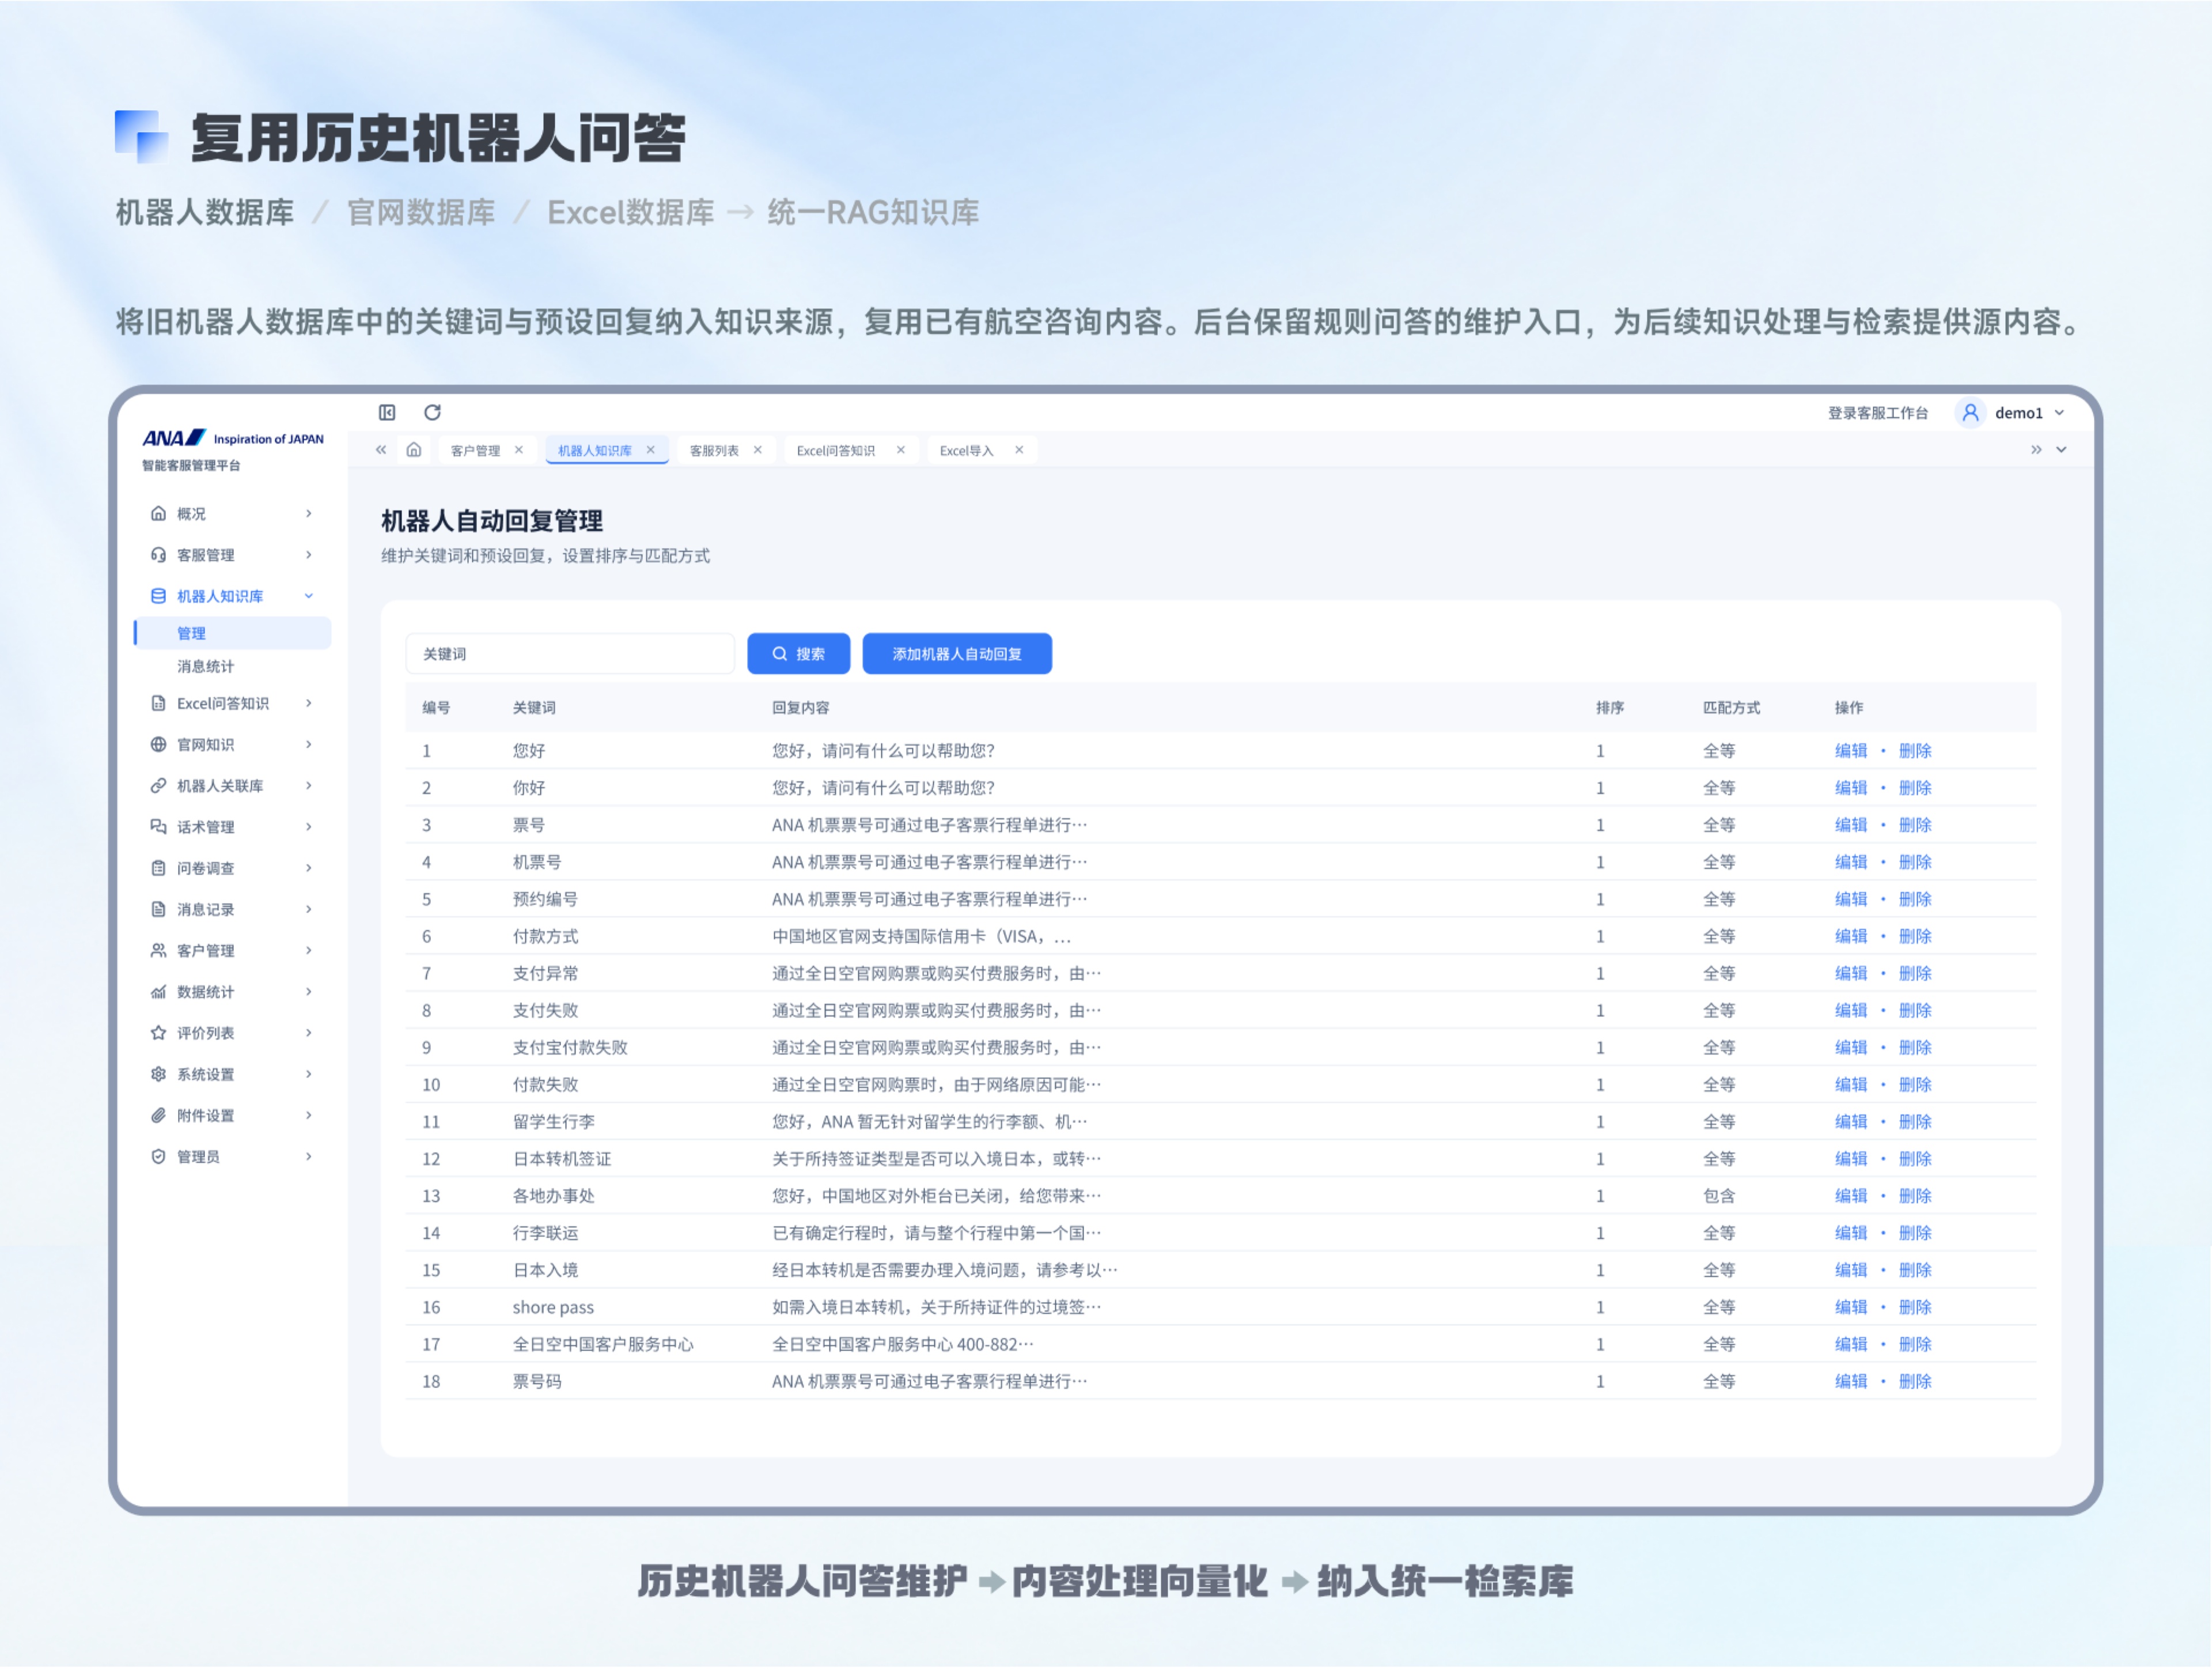 复用历史机器人问答
机器人数据库 / 官网数据库 / Excel数据库 → 统一RAG知识库
将旧机器人数据库中的关键词与预设回复纳入知识来源，复用已有航空咨询内容。后台保留规则问答的维护入口，为后续知识处理与检索提供源内容。
ANA Inspiration of JAPAN
智能客服管理平台
登录客服工作台 demo1
客户管理 × 机器人知识库 × 客服列表 × Excel问答知识 × Excel导入 ×
概况
客服管理
机器人知识库
管理
消息统计
Excel问答知识
官网知识
机器人关联库
话术管理
问卷调查
消息记录
客户管理
数据统计
评价列表
系统设置
附件设置
管理员
机器人自动回复管理
维护关键词和预设回复，设置排序与匹配方式
关键词 搜索 添加机器人自动回复
编号 关键词 回复内容 排序 匹配方式 操作
1 您好 您好，请问有什么可以帮助您？ 1 全等 编辑 · 删除
2 你好 您好，请问有什么可以帮助您？ 1 全等 编辑 · 删除
3 票号 ANA 机票票号可通过电子客票行程单进行… 1 全等 编辑 · 删除
4 机票号 ANA 机票票号可通过电子客票行程单进行… 1 全等 编辑 · 删除
5 预约编号 ANA 机票票号可通过电子客票行程单进行… 1 全等 编辑 · 删除
6 付款方式 中国地区官网支持国际信用卡（VISA，... 1 全等 编辑 · 删除
7 支付异常 通过全日空官网购票或购买付费服务时，由… 1 全等 编辑 · 删除
8 支付失败 通过全日空官网购票或购买付费服务时，由… 1 全等 编辑 · 删除
9 支付宝付款失败 通过全日空官网购票或购买付费服务时，由… 1 全等 编辑 · 删除
10 付款失败 通过全日空官网购票时，由于网络原因可能… 1 全等 编辑 · 删除
11 留学生行李 您好，ANA 暂无针对留学生的行李额、机… 1 全等 编辑 · 删除
12 日本转机签证 关于所持签证类型是否可以入境日本，或转… 1 全等 编辑 · 删除
13 各地办事处 您好，中国地区对外柜台已关闭，给您带来… 1 包含 编辑 · 删除
14 行李联运 已有确定行程时，请与整个行程中第一个国… 1 全等 编辑 · 删除
15 日本入境 经日本转机是否需要办理入境问题，请参考以… 1 全等 编辑 · 删除
16 shore pass 如需入境日本转机，关于所持证件的过境签… 1 全等 编辑 · 删除
17 全日空中国客户服务中心 全日空中国客户服务中心 400-882… 1 全等 编辑 · 删除
18 票号码 ANA 机票票号可通过电子客票行程单进行… 1 全等 编辑 · 删除
历史机器人问答维护 ➡ 内容处理向量化 ➡ 纳入统一检索库